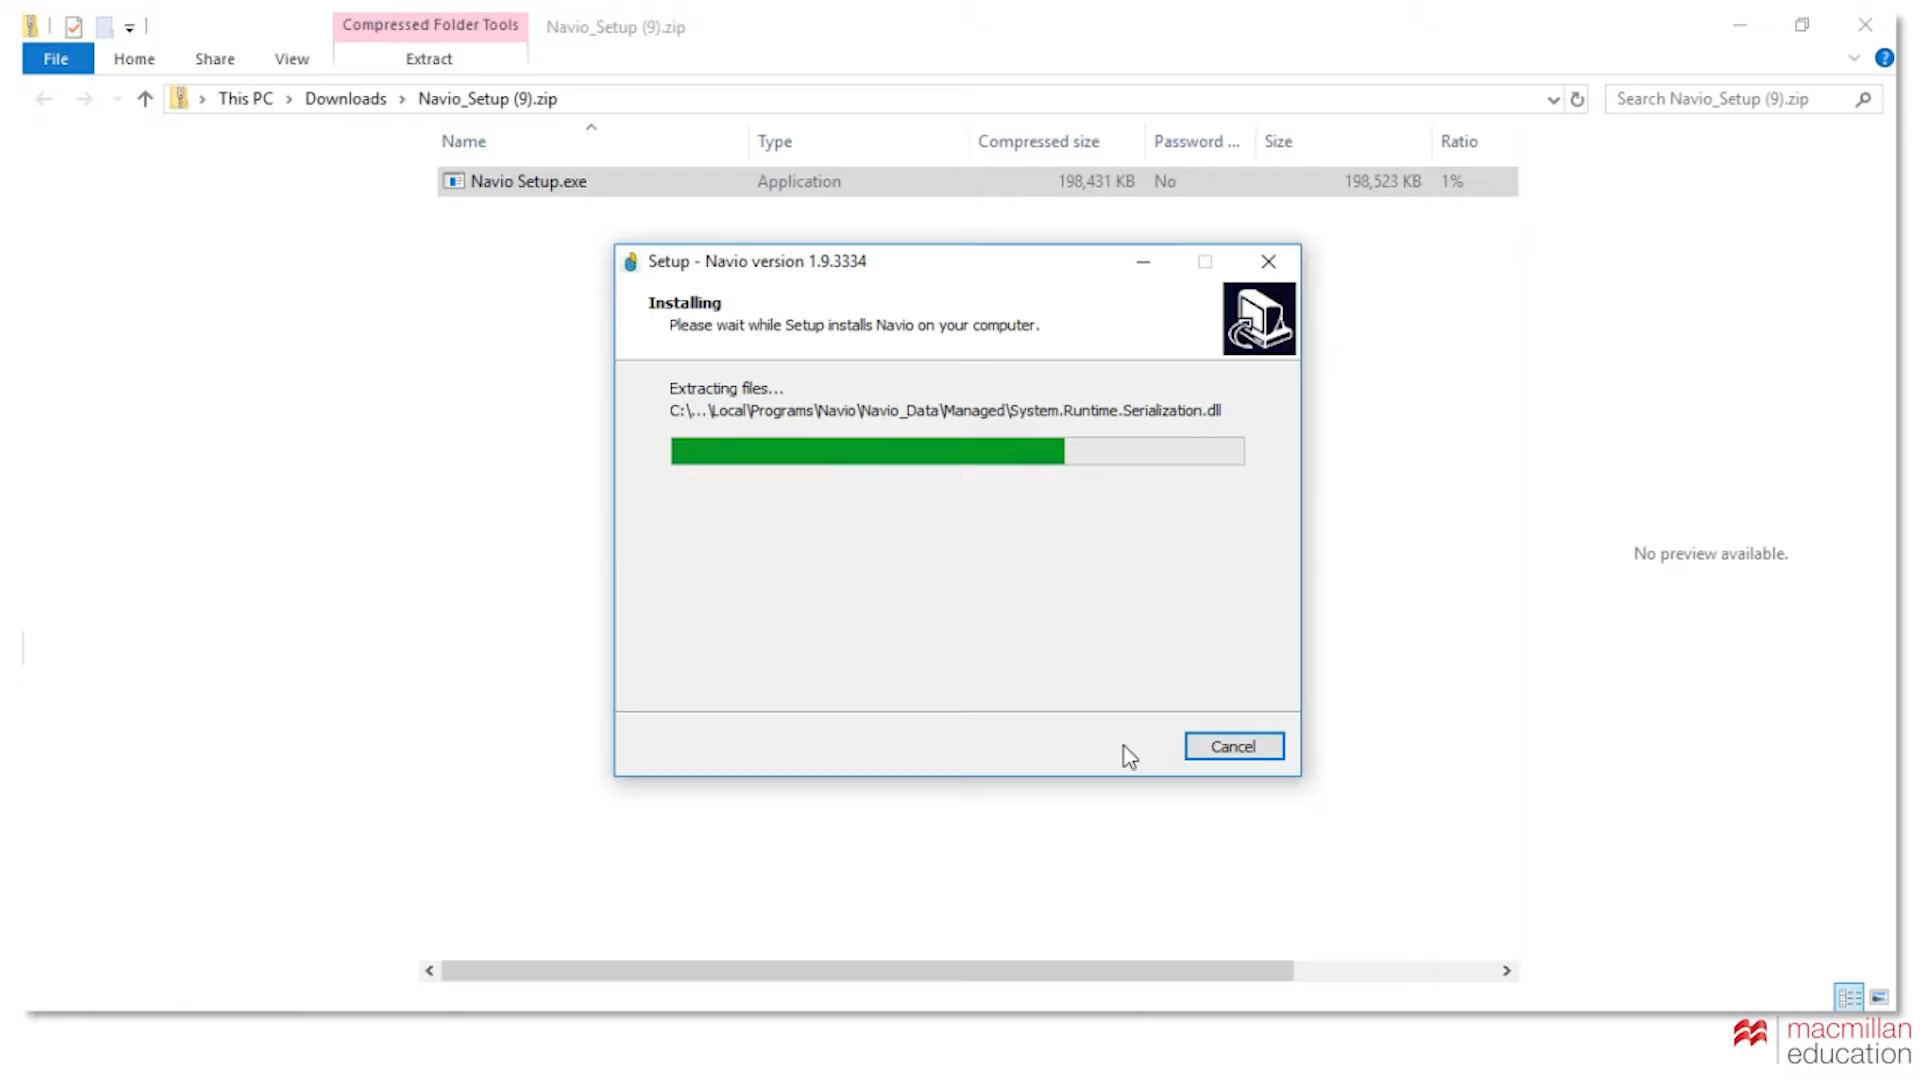 Compressed Folder Tools
Navio_Setup (9).zip
File
Home
Share
View
Extract
?
This PC > Downloads > Navio_Setup (9).zip
Search Navio_Setup (9).zip
Name
Type
Compressed size
Password ...
Size
Ratio
Navio Setup.exe
Application
198,431 KB
No
198,523 KB
1%
Setup - Navio version 1.9.3334
Installing
Please wait while Setup installs Navio on your computer.
Extracting files...
C:\...\Local\Programs\Navio\Navio_Data\Managed\System.Runtime.Serialization.dll
No preview available.
Cancel
macmillan
education